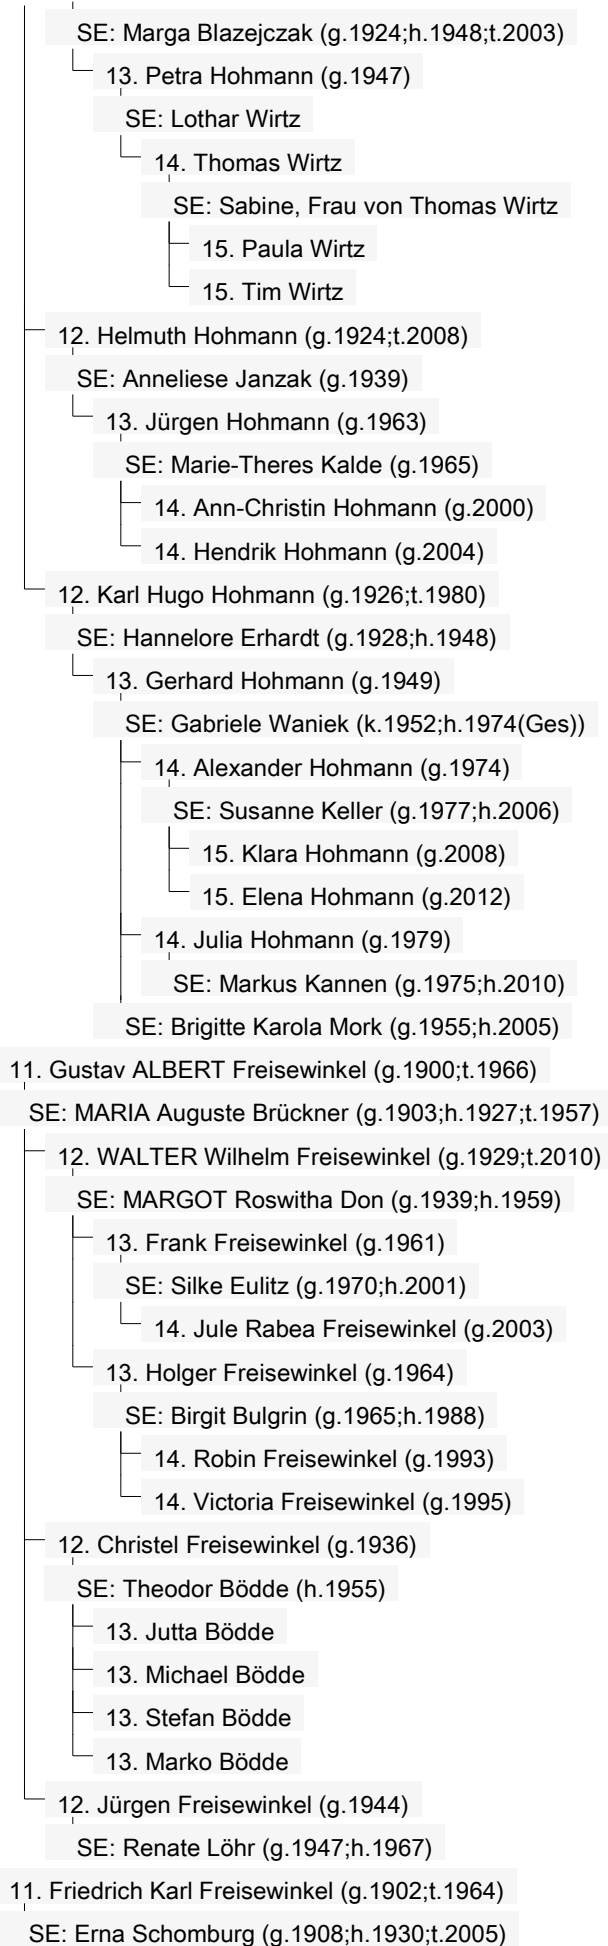 SE: Marga Blazejczak (g.1924;h.1948;t.2003)
13. Petra Hohmann (g.1947)
SE: Lothar Wirtz
14. Thomas Wirtz
SE: Sabine, Frau von Thomas Wirtz
15. Paula Wirtz
15. Tim Wirtz
12. Helmuth Hohmann (g.1924;t.2008)
SE: Anneliese Janzak (g.1939)
13. Jürgen Hohmann (g.1963)
SE: Marie-Theres Kalde (g.1965)
14. Ann-Christin Hohmann (g.2000)
14. Hendrik Hohmann (g.2004)
12. Karl Hugo Hohmann (g.1926;t.1980)
SE: Hannelore Erhardt (g.1928;h.1948)
13. Gerhard Hohmann (g.1949)
SE: Gabriele Waniek (k.1952;h.1974(Ges))
14. Alexander Hohmann (g.1974)
SE: Susanne Keller (g.1977;h.2006)
15. Klara Hohmann (g.2008)
15. Elena Hohmann (g.2012)
14. Julia Hohmann (g.1979)
SE: Markus Kannen (g.1975;h.2010)
SE: Brigitte Karola Mork (g.1955;h.2005)
11. Gustav ALBERT Freisewinkel (g.1900;t.1966)
SE: MARIA Auguste Brückner (g.1903;h.1927;t.1957)
12. WALTER Wilhelm Freisewinkel (g.1929;t.2010)
SE: MARGOT Roswitha Don (g.1939;h.1959)
13. Frank Freisewinkel (g.1961)
SE: Silke Eulitz (g.1970;h.2001)
14. Jule Rabea Freisewinkel (g.2003)
13. Holger Freisewinkel (g.1964)
SE: Birgit Bulgrin (g.1965;h.1988)
14. Robin Freisewinkel (g.1993)
14. Victoria Freisewinkel (g.1995)
12. Christel Freisewinkel (g.1936)
SE: Theodor Bödde (h.1955)
13. Jutta Bödde
13. Michael Bödde
13. Stefan Bödde
13. Marko Bödde
12. Jürgen Freisewinkel (g.1944)
SE: Renate Löhr (g.1947;h.1967)
11. Friedrich Karl Freisewinkel (g.1902;t.1964)
SE: Erna Schomburg (g.1908;h.1930;t.2005)